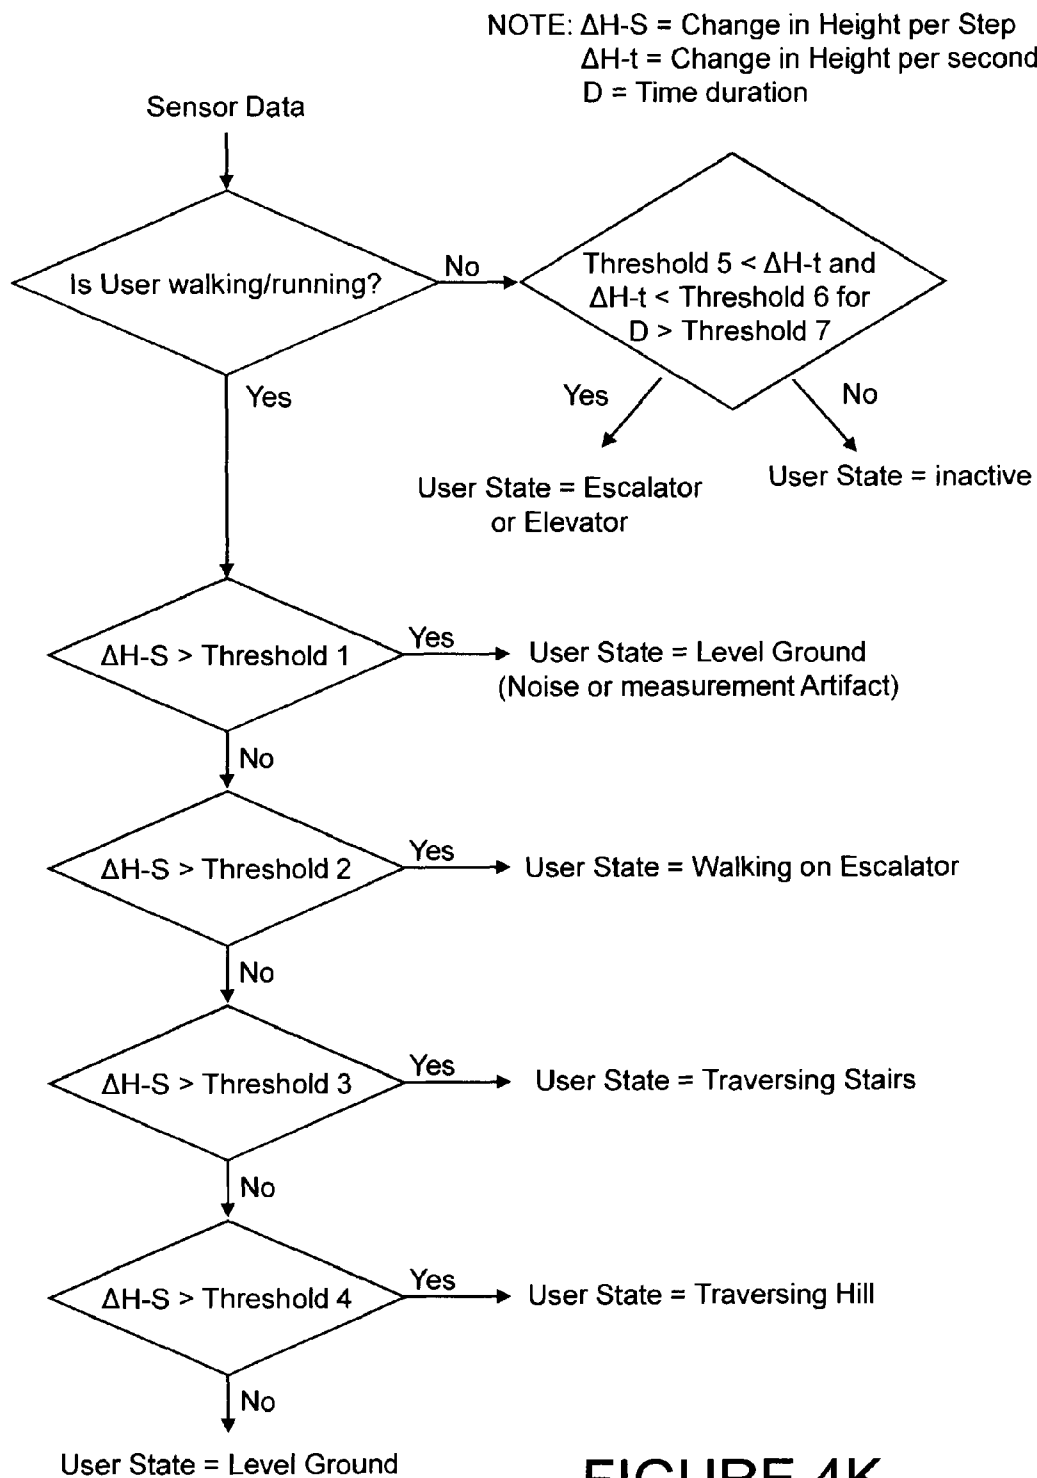 NOTE: ΔH-S = Change in Height per Step
ΔH-t = Change in Height per second
D = Time duration
Sensor Data
Is User walking/running?
No
Threshold 5 < ΔH-t and
ΔH-t < Threshold 6 for
D > Threshold 7
Yes
Yes
No
User State = Escalator
or Elevator
User State = inactive
ΔH-S > Threshold 1
Yes
User State = Level Ground
(Noise or measurement Artifact)
No
ΔH-S > Threshold 2
Yes
User State = Walking on Escalator
No
ΔH-S > Threshold 3
Yes
User State = Traversing Stairs
No
ΔH-S > Threshold 4
Yes
User State = Traversing Hill
No
User State = Level Ground
FIGURE 4K